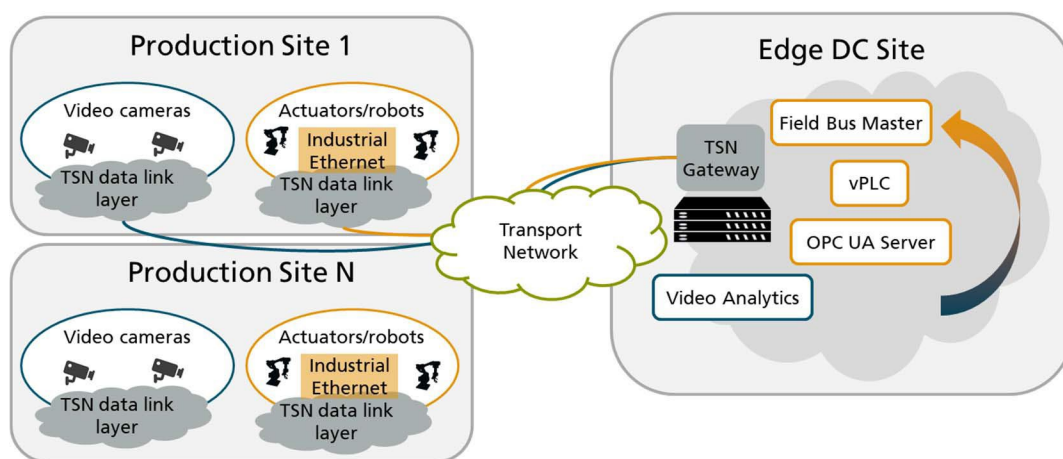 Production Site 1
Video cameras
TSN data link
layer
Actuators/robots
Industrial
Ethernet
TSN data link
layer
Production Site N
Video cameras
TSN data link
layer
Actuators/robots
Industrial
Ethernet
TSN data link
layer
Transport
Network
Edge DC Site
TSN
Gateway
Field Bus Master
vPLC
OPC UA Server
Video Analytics